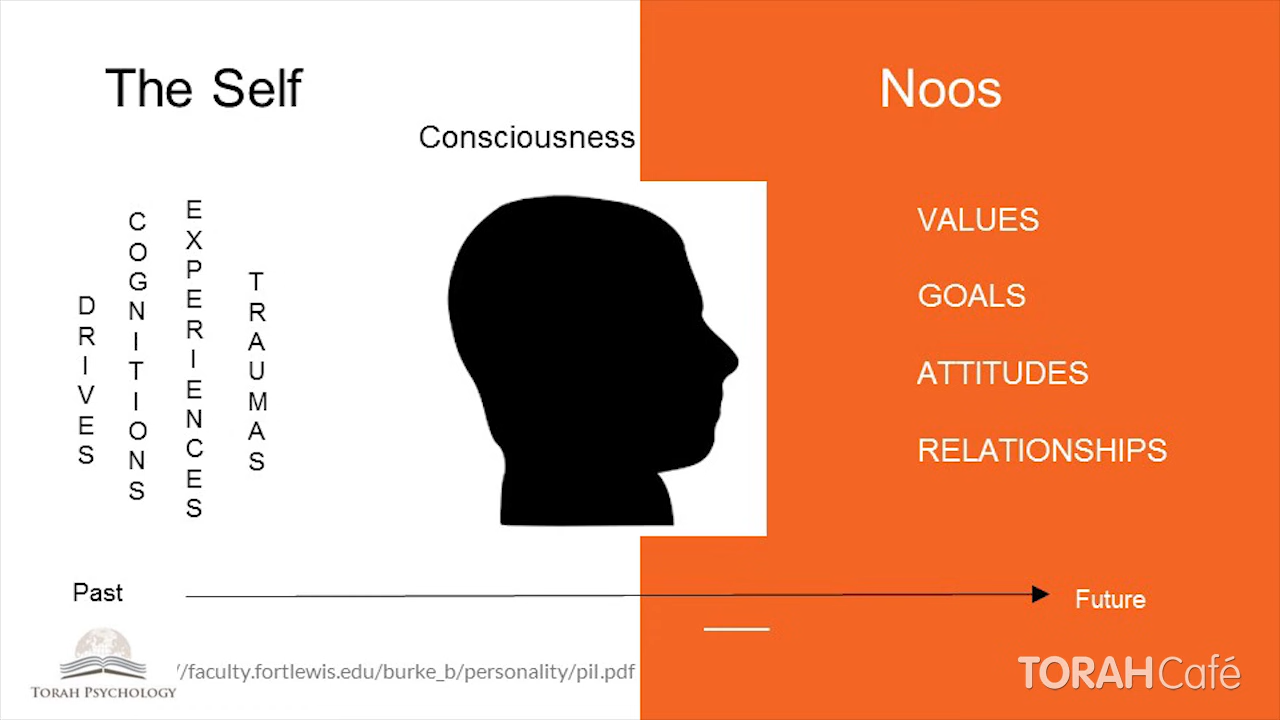 The Self
Noos
Consciousness
DRIVES
COGNITIONS
EXPERIENCES
TRAUMAS
VALUES
GOALS
ATTITUDES
RELATIONSHIPS
Past
Future
TORAH PSYCHOLOGY
//faculty.fortlewis.edu/burke_b/personality/pil.pdf
TORAHCafé